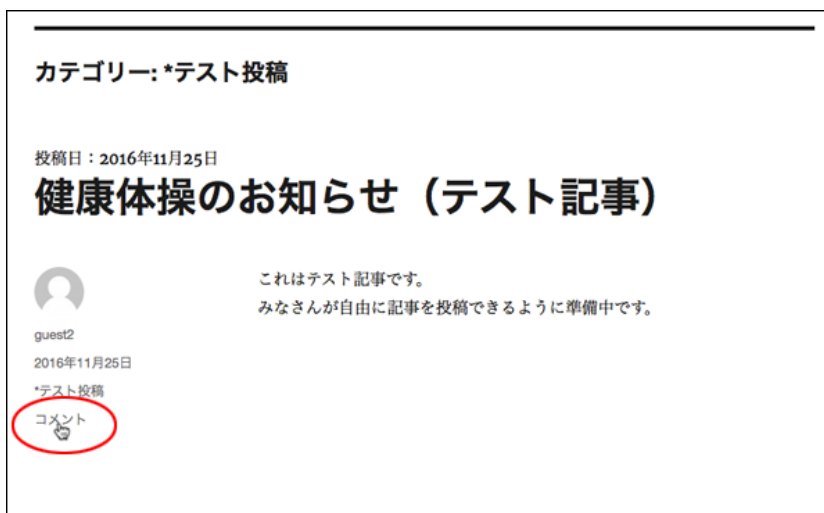 カテゴリー: *テスト投稿
投稿日：2016年11月25日
健康体操のお知らせ（テスト記事）
これはテスト記事です。
みなさんが自由に記事を投稿できるように準備中です。
guest2
2016年11月25日
*テスト投稿
コメント